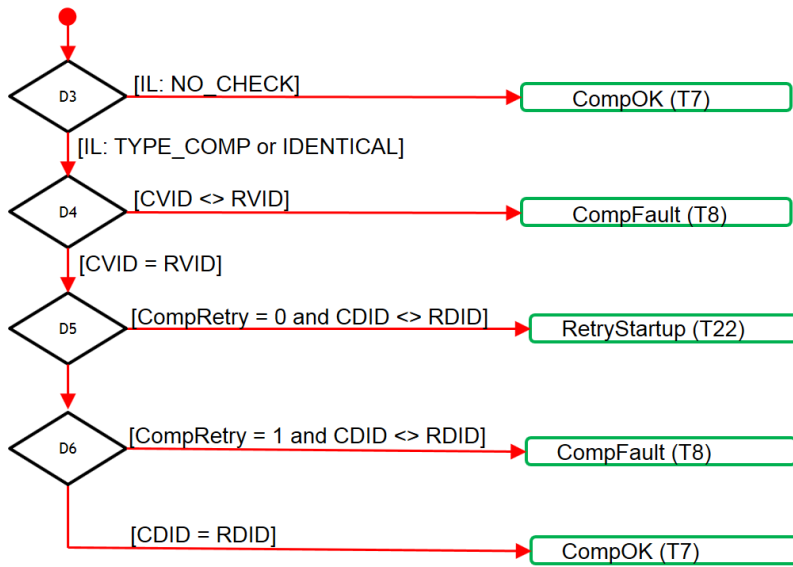 [IL: NO_CHECK]
D3
CompOK (T7)
[IL: TYPE_COMP or IDENTICAL]
[CVID <> RVID]
D4
CompFault (T8)
[CVID = RVID]
[CompRetry = 0 and CDID <> RDID]
D5
RetryStartup (T22)
[CompRetry = 1 and CDID <> RDID]
D6
CompFault (T8)
[CDID = RDID]
CompOK (T7)